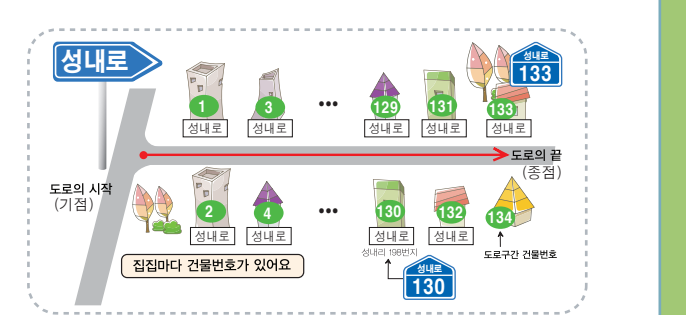 성내로
성내로
133
1
3
•••
129
131
133
성내로
성내로
성내로
성내로
성내로
도로의 시작
(기점)
도로의 끝
(종점)
2
4
•••
130
132
134
성내로
성내로
성내로
성내로
성내리 198번지
도로구간 건물번호
집집마다 건물번호가 있어요
성내로
130